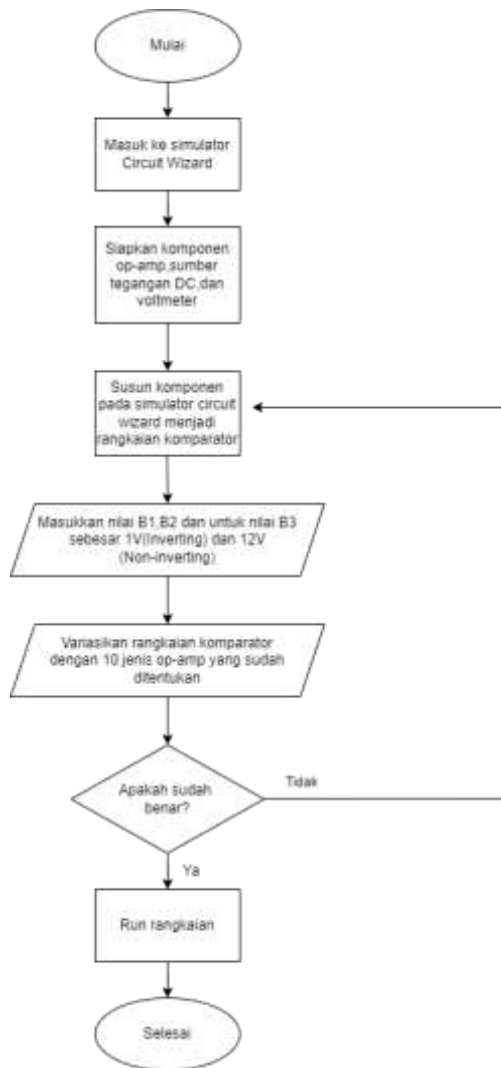 Mulai
Masuk ke simulator
Circuit Wizard
Siapkan komponen
op-amp,sumber
tegangan DC,dan
voltmeter
Susun komponen
pada simulator circuit
wizard menjadi
rangkaian komparator
Masukkan nilai B1,B2 dan untuk nilai B3
sebesar 1V(Inverting) dan 12V
(Non-inverting)
Variasikan rangkaian komparator
dengan 10 jenis op-amp yang sudah
ditentukan
Apakah sudah
benar?
Tidak
Ya
Run rangkaian
Selesai